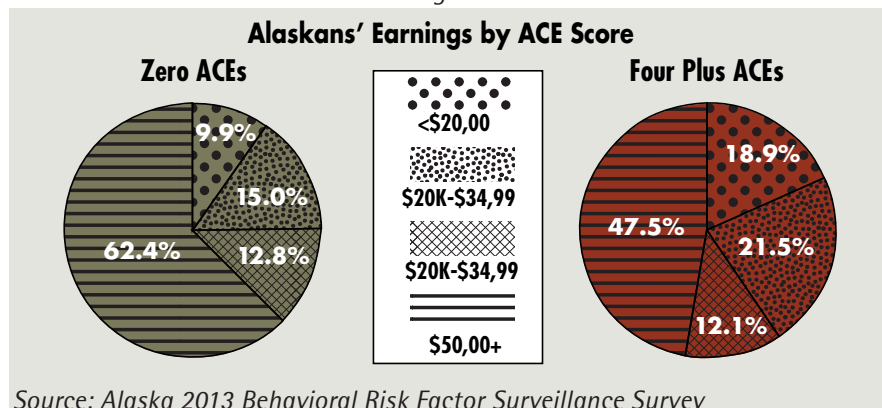 Alaskans' Earnings by ACE Score
Zero ACEs
9.9%
15.0%
12.8%
62.4%
<$20,00
$20K-$34,99
$20K-$34,99
$50,00+
Four Plus ACEs
18.9%
21.5%
12.1%
47.5%
Source: Alaska 2013 Behavioral Risk Factor Surveillance Survey